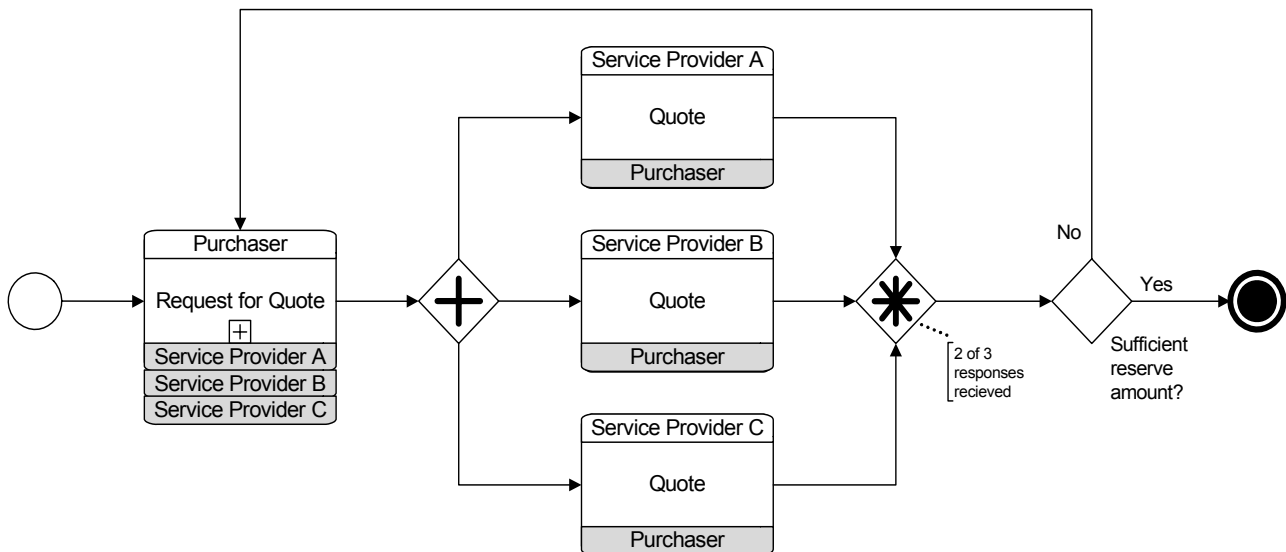 Service Provider A
Quote
Purchaser
Purchaser
Request for Quote
Service Provider A
Service Provider B
Service Provider C
Service Provider B
Quote
Purchaser
Service Provider C
Quote
Purchaser
2 of 3
responses
recieved
No
Yes
Sufficient
reserve
amount?